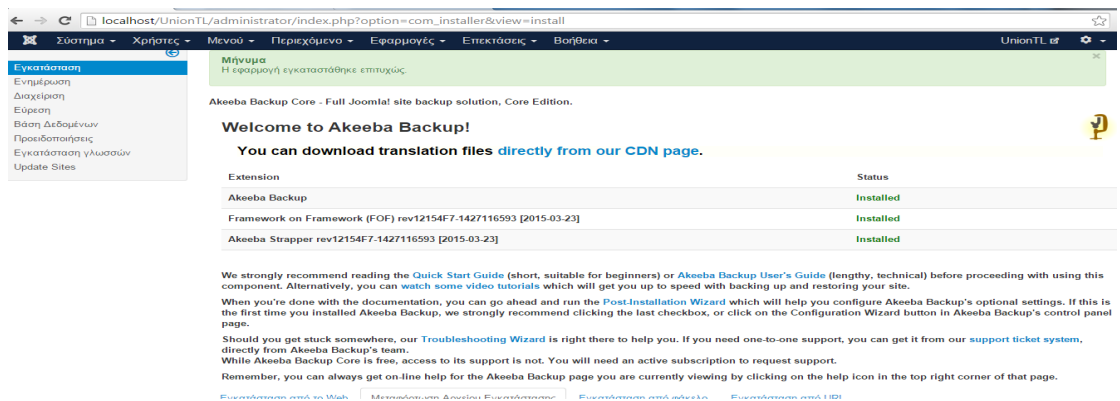 localhost/UnionTL/administrator/index.php?option=com_installer&view=install
Σύστημα Χρήστες Μενού Περιεχόμενο Εφαρμογές Επεκτάσεις Βοήθεια UnionTL
Εγκατάσταση
Ενημέρωση
Διαχείριση
Εύρεση
Βάση Δεδομένων
Προειδοποιήσεις
Εγκατάσταση γλωσσών
Update Sites
Μήνυμα
Η εφαρμογή εγκαταστάθηκε επιτυχώς.
Akeeba Backup Core - Full Joomla! site backup solution, Core Edition.
Welcome to Akeeba Backup!
You can download translation files directly from our CDN page.
Extension Status
Akeeba Backup Installed
Framework on Framework (FOF) rev12154F7-1427116593 [2015-03-23] Installed
Akeeba Strapper rev12154F7-1427116593 [2015-03-23] Installed
We strongly recommend reading the Quick Start Guide (short, suitable for beginners) or Akeeba Backup User's Guide (lengthy, technical) before proceeding with using this
component. Alternatively, you can watch some video tutorials which will get you up to speed with backing up and restoring your site.
When you're done with the documentation, you can go ahead and run the Post-Installation Wizard which will help you configure Akeeba Backup's optional settings. If this is
the first time you installed Akeeba Backup, we strongly recommend clicking the last checkbox, or click on the Configuration Wizard button in Akeeba Backup's control panel
page.
Should you get stuck somewhere, our Troubleshooting Wizard is right there to help you. If you need one-to-one support, you can get it from our support ticket system,
directly from Akeeba Backup's team.
While Akeeba Backup Core is free, access to its support is not. You will need an active subscription to request support.
Remember, you can always get on-line help for the Akeeba Backup page you are currently viewing by clicking on the help icon in the top right corner of that page.
Εγκατάσταση από το Web Μεταφόρτωση Αρχείου Εγκατάστασης Εγκατάσταση από φάκελο Εγκατάσταση από URL